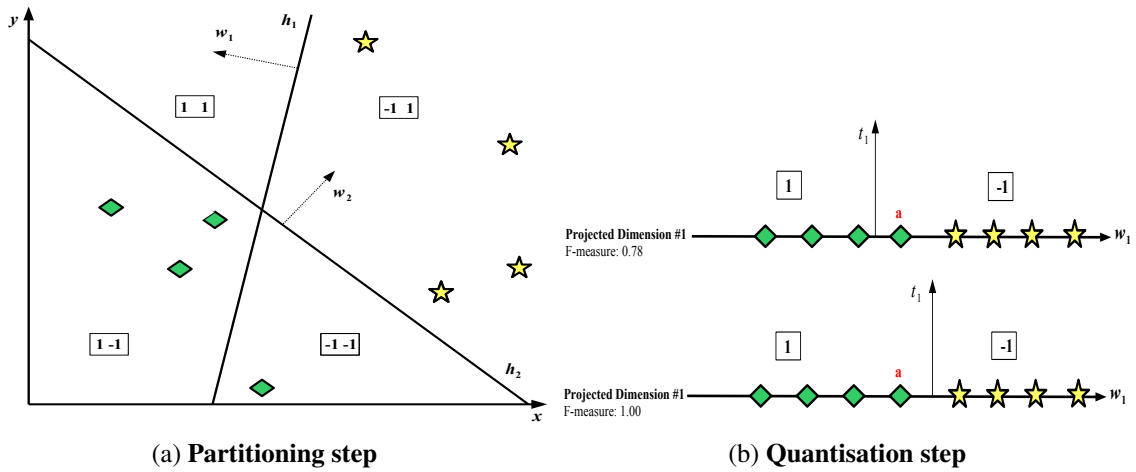 y
h₁
w₁
1 1
-1 1
w₂
1 -1
-1 -1
h₂
x
(a) Partitioning step
t₁
1
-1
a
Projected Dimension #1
w₁
F-measure: 0.78
t₁
1
-1
a
Projected Dimension #1
w₁
F-measure: 1.00
(b) Quantisation step